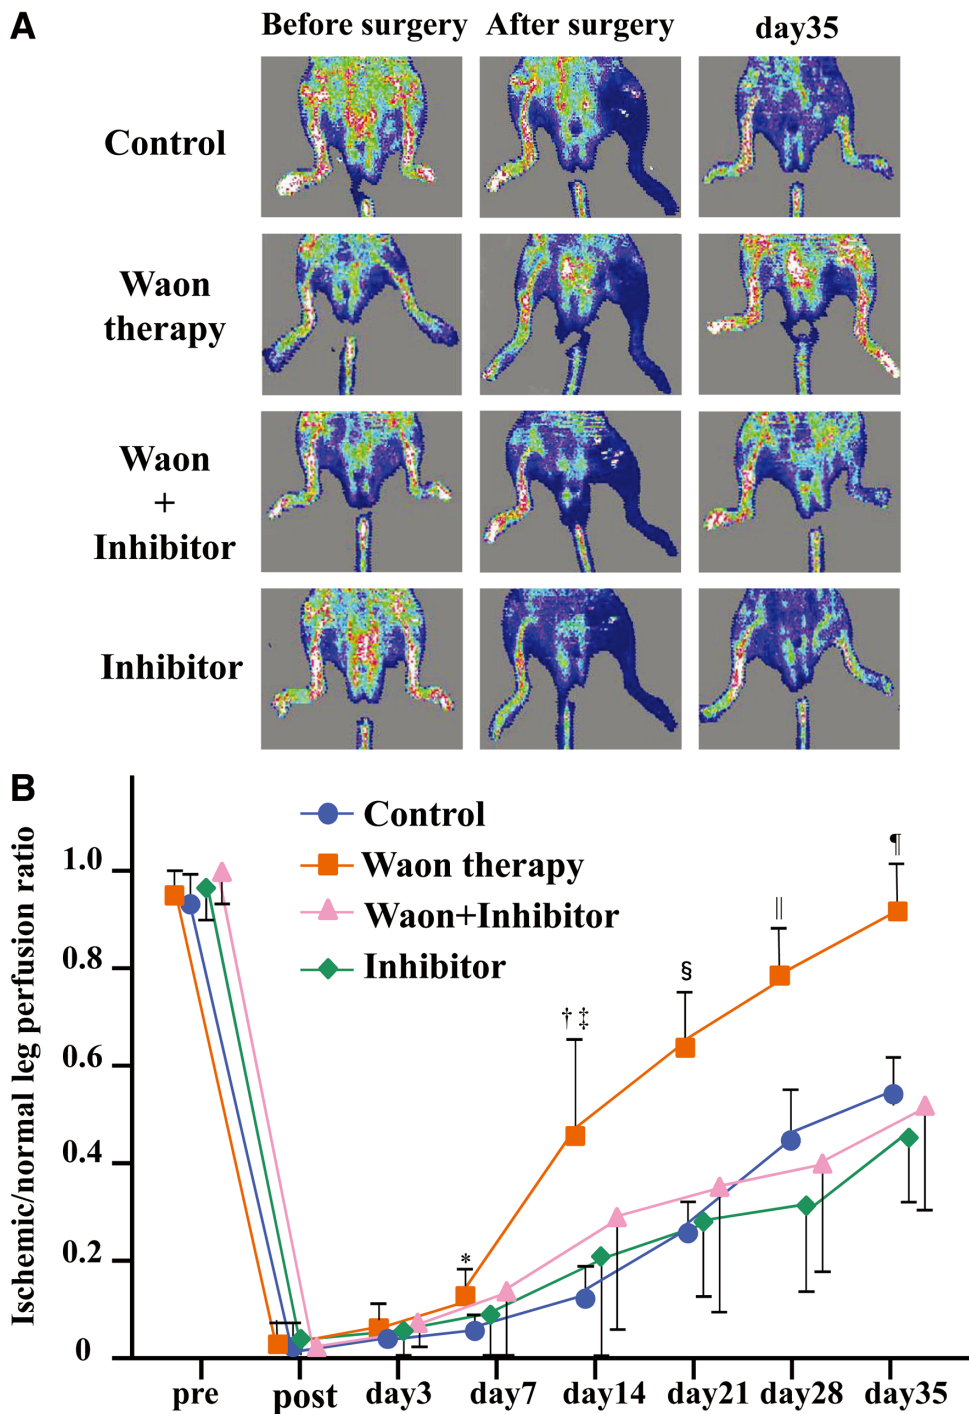 A
Before surgery After surgery day35
Control
Waon
therapy
Waon
+
Inhibitor
Inhibitor
B
Ischemic/normal leg perfusion ratio
Control
Waon therapy
Waon+Inhibitor
Inhibitor
1.0
0.8
0.6
0.4
0.2
0
*
†‡
§
||
¶
pre post day3 day7 day14 day21 day28 day35